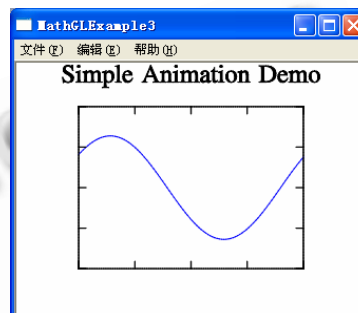 MathGLExample3
文件(F) 编辑(E) 帮助(H)
Simple Animation Demo